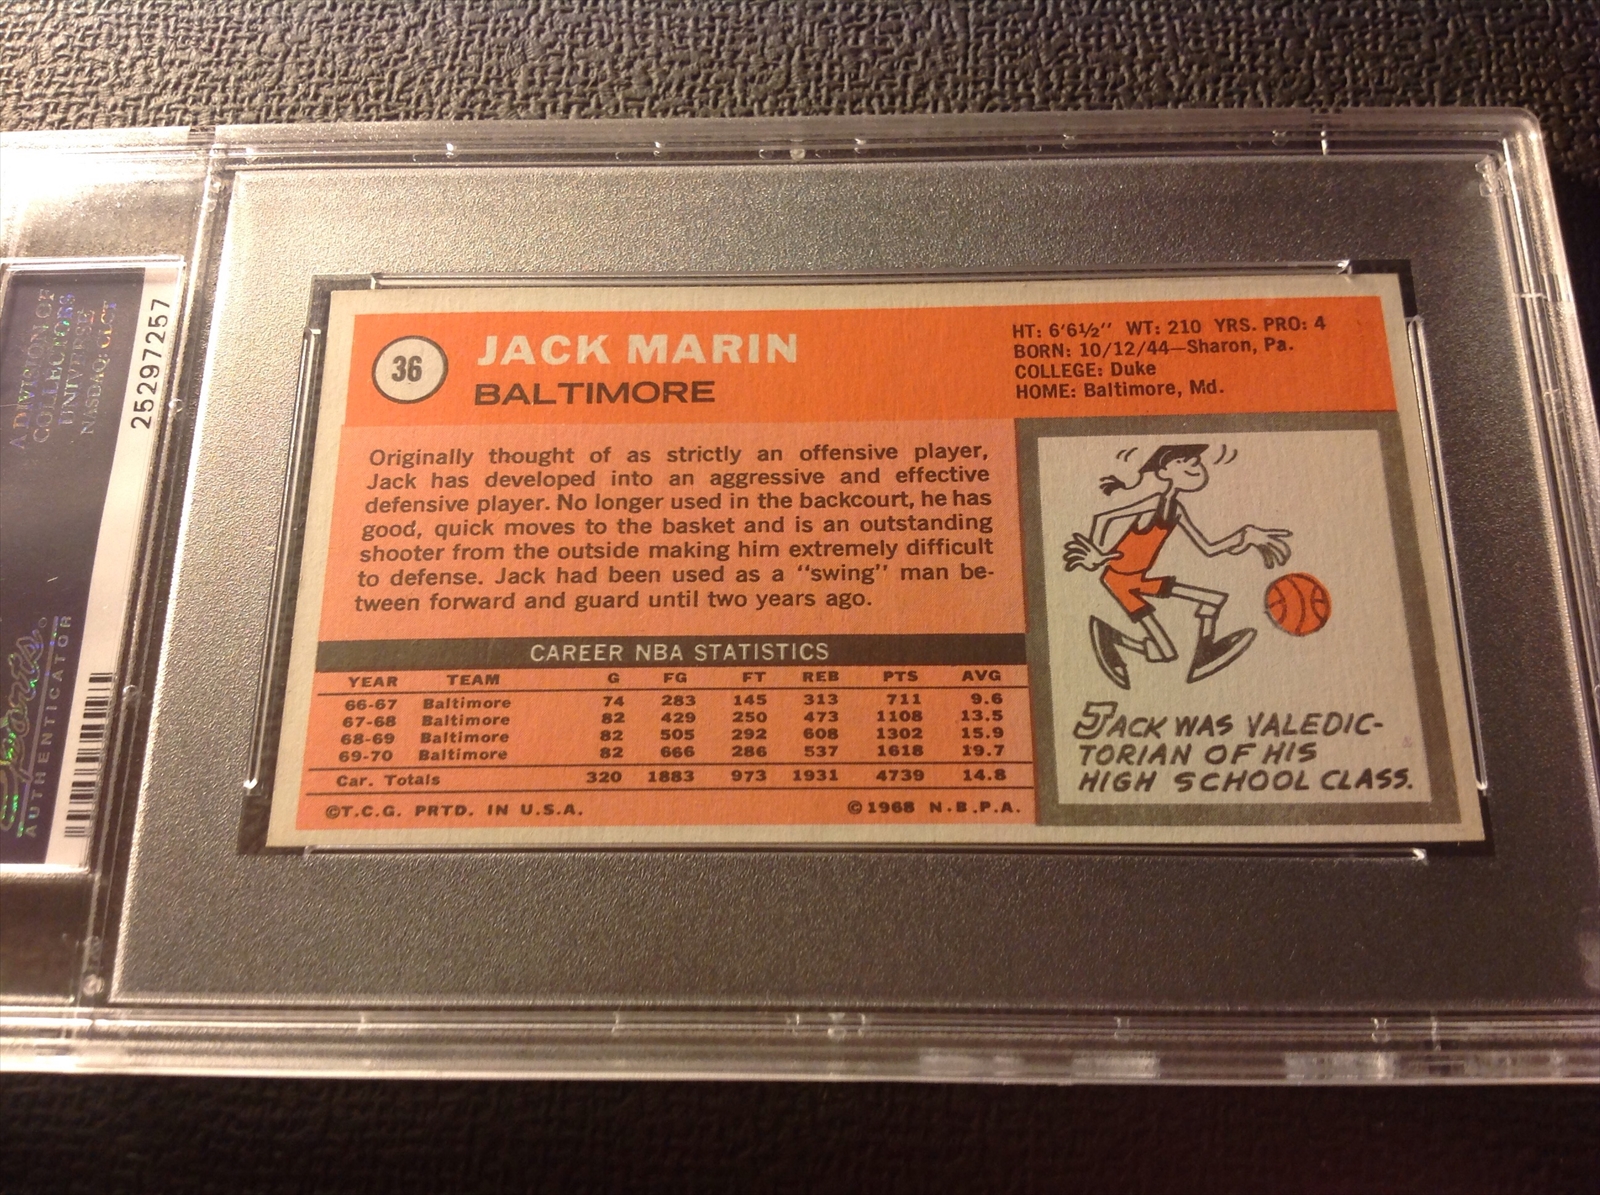 A DIVISION OF
COLLECTORS
UNIVERSE
NASDAQ: CLCT
25297257
Sports
AUTHENTICATOR
36
JACK MARIN
BALTIMORE
HT: 6'6½" WT: 210 YRS. PRO: 4
BORN: 10/12/44—Sharon, Pa.
COLLEGE: Duke
HOME: Baltimore, Md.
Originally thought of as strictly an offensive player,
Jack has developed into an aggressive and effective
defensive player. No longer used in the backcourt, he has
good, quick moves to the basket and is an outstanding
shooter from the outside making him extremely difficult
to defense. Jack had been used as a "swing" man be-
tween forward and guard until two years ago.
CAREER NBA STATISTICS
YEAR TEAM G FG FT REB PTS AVG
66-67 Baltimore 74 283 145 313 711 9.6
67-68 Baltimore 82 429 250 473 1108 13.5
68-69 Baltimore 82 505 292 608 1302 15.9
69-70 Baltimore 82 666 286 537 1618 19.7
Car. Totals 320 1883 973 1931 4739 14.8
©T.C.G. PRTD. IN U.S.A. ©1968 N.B.P.A.
JACK WAS VALEDIC-
TORIAN OF HIS
HIGH SCHOOL CLASS.